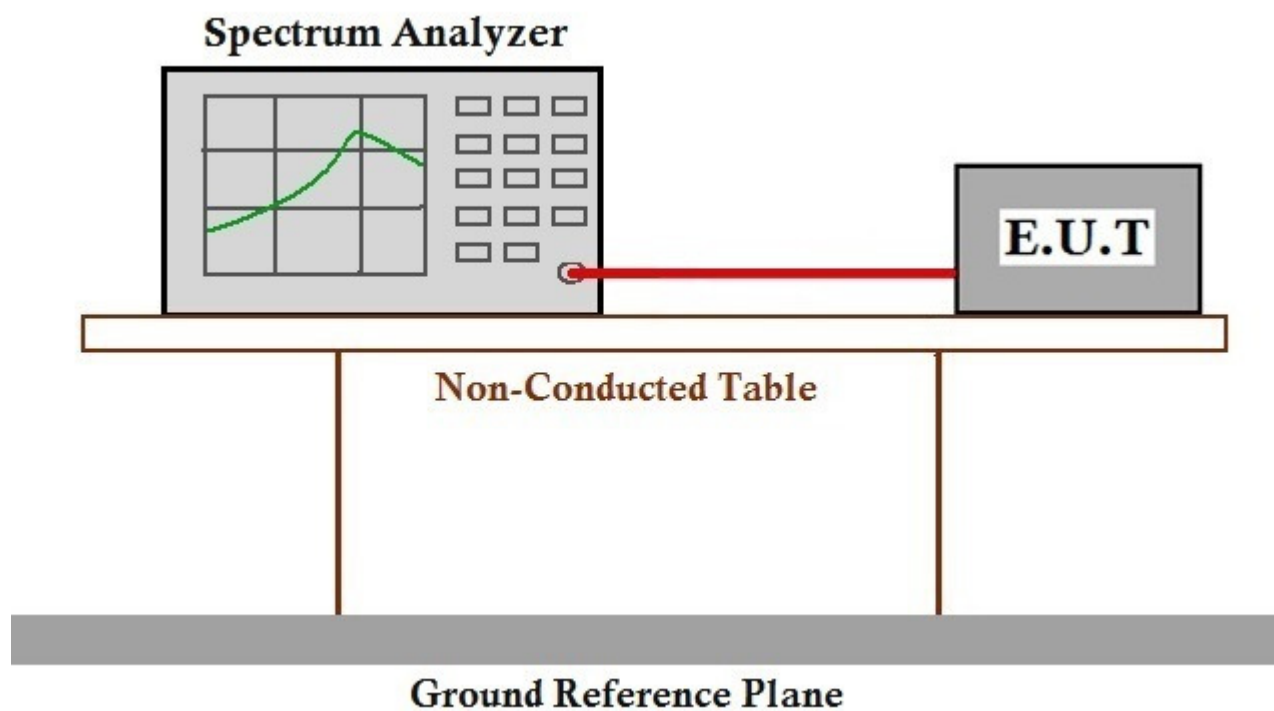 Spectrum Analyzer
E.U.T
Non-Conducted Table
Ground Reference Plane